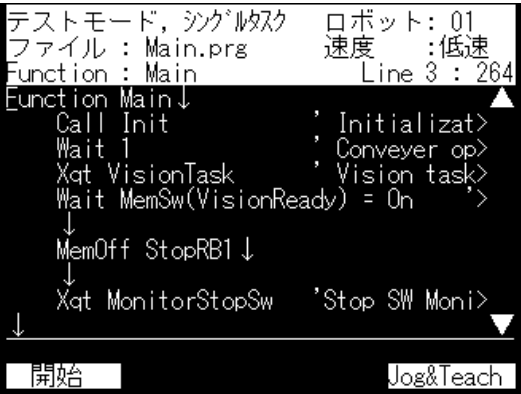 テストモード, シングルタスク ロボット: 01
ファイル : Main.prg 速度 :低速
Function : Main Line 3 : 264
Function Main↓
Call Init ' Initializat>
Wait 1 ' Conveyer op>
Xqt VisionTask ' Vision task>
Wait MemSw(VisionReady) = On '>
↓
MemOff StopRB1↓
↓
Xqt MonitorStopSw 'Stop SW Moni>
↓
開始 Jog&Teach